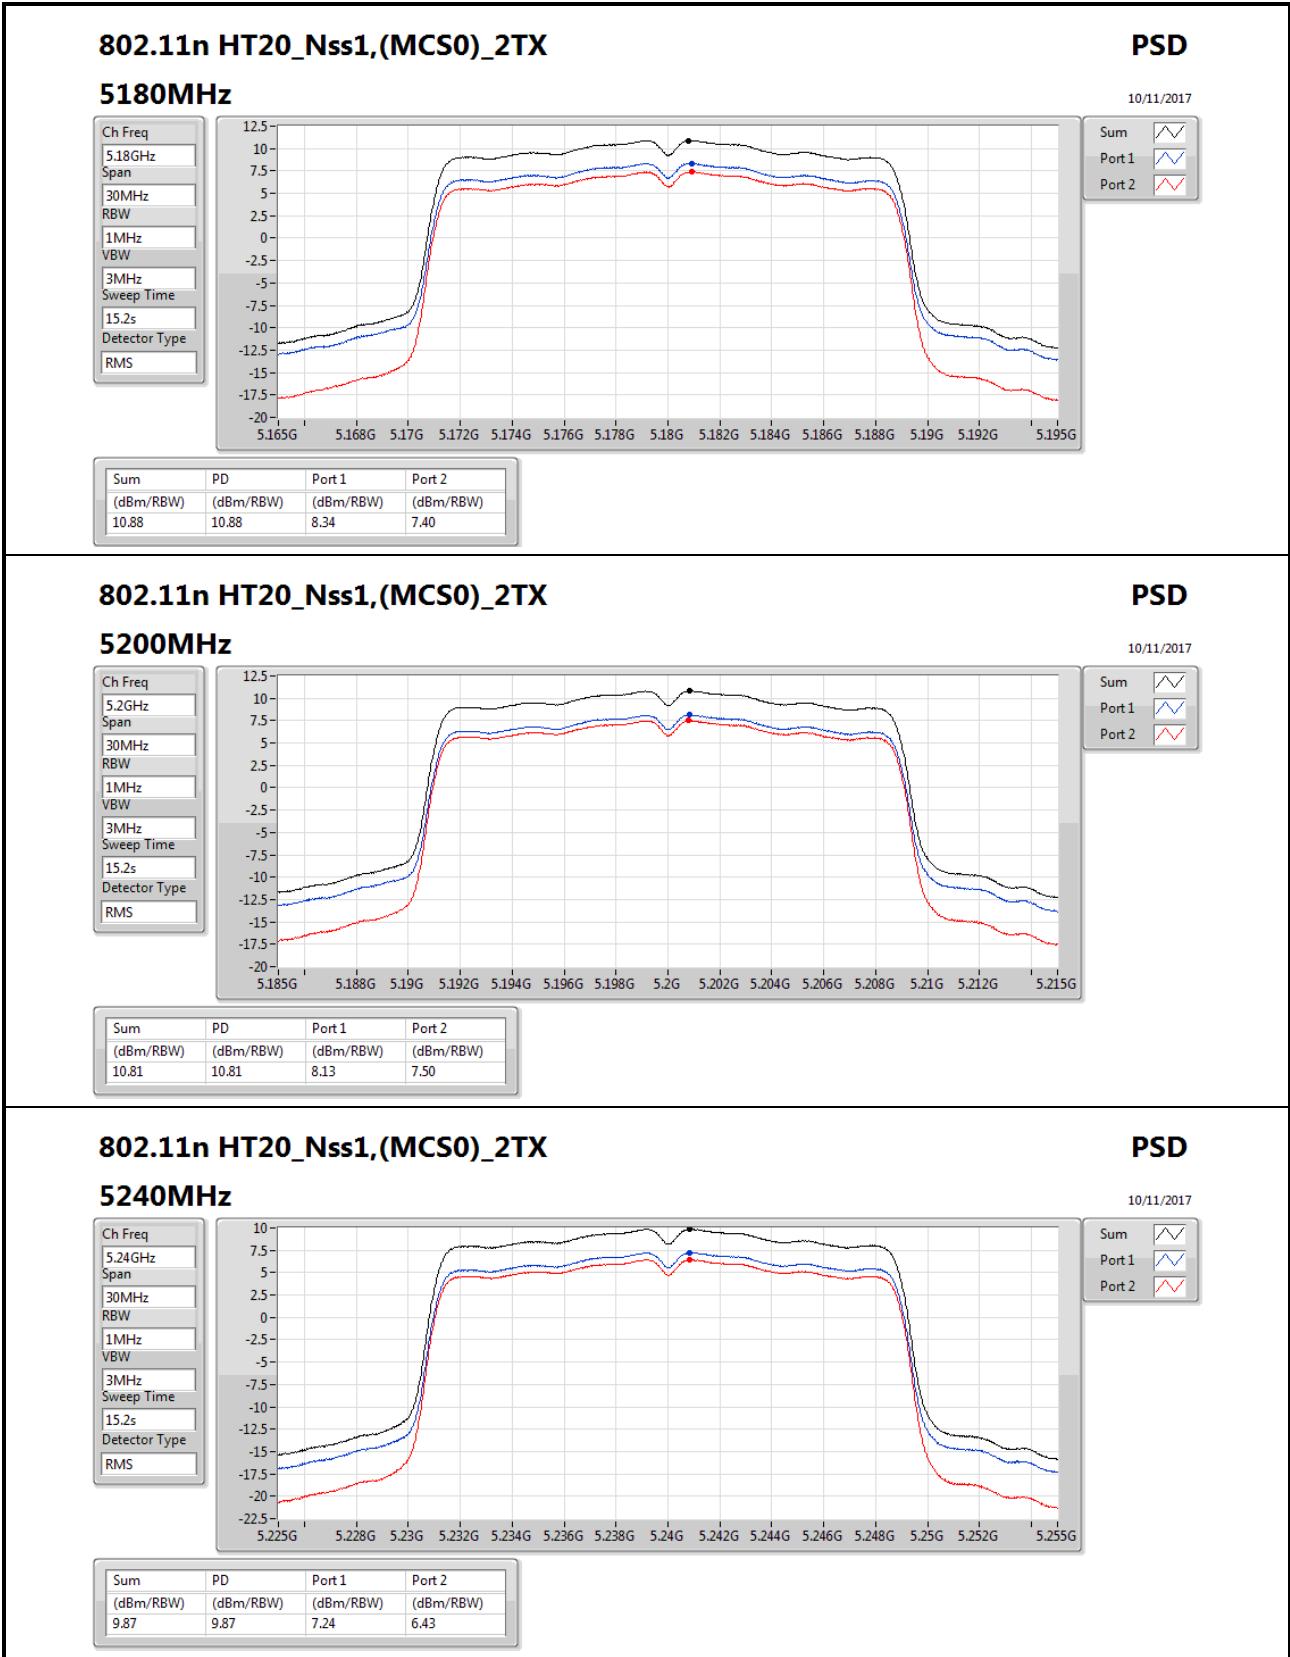 802.11n HT20_Nss1,(MCS0)_2TX PSD
5180MHz 10/11/2017
Ch Freq
5.18GHz
Span
30MHz
RBW
1MHz
VBW
3MHz
Sweep Time
15.2s
Detector Type
RMS
12.5
10
7.5
5
2.5
0
-2.5
-5
-7.5
-10
-12.5
-15
-17.5
-20
5.165G 5.168G 5.17G 5.172G 5.174G 5.176G 5.178G 5.18G 5.182G 5.184G 5.186G 5.188G 5.19G 5.192G 5.195G
Sum
Port 1
Port 2
Sum PD Port 1 Port 2
(dBm/RBW) (dBm/RBW) (dBm/RBW) (dBm/RBW)
10.88 10.88 8.34 7.40
802.11n HT20_Nss1,(MCS0)_2TX PSD
5200MHz 10/11/2017
Ch Freq
5.2GHz
Span
30MHz
RBW
1MHz
VBW
3MHz
Sweep Time
15.2s
Detector Type
RMS
12.5
10
7.5
5
2.5
0
-2.5
-5
-7.5
-10
-12.5
-15
-17.5
-20
5.185G 5.188G 5.19G 5.192G 5.194G 5.196G 5.198G 5.2G 5.202G 5.204G 5.206G 5.208G 5.21G 5.212G 5.215G
Sum
Port 1
Port 2
Sum PD Port 1 Port 2
(dBm/RBW) (dBm/RBW) (dBm/RBW) (dBm/RBW)
10.81 10.81 8.13 7.50
802.11n HT20_Nss1,(MCS0)_2TX PSD
5240MHz 10/11/2017
Ch Freq
5.24GHz
Span
30MHz
RBW
1MHz
VBW
3MHz
Sweep Time
15.2s
Detector Type
RMS
10
7.5
5
2.5
0
-2.5
-5
-7.5
-10
-12.5
-15
-17.5
-20
-22.5
5.225G 5.228G 5.23G 5.232G 5.234G 5.236G 5.238G 5.24G 5.242G 5.244G 5.246G 5.248G 5.25G 5.252G 5.255G
Sum
Port 1
Port 2
Sum PD Port 1 Port 2
(dBm/RBW) (dBm/RBW) (dBm/RBW) (dBm/RBW)
9.87 9.87 7.24 6.43